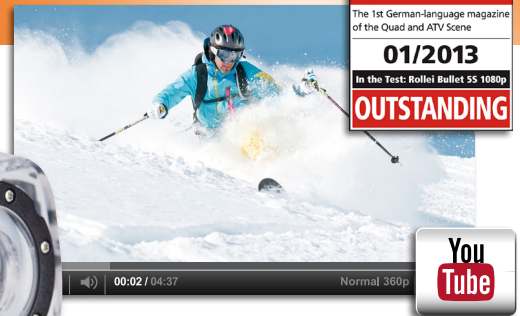 The 1st German-language magazine
of the Quad and ATV Scene
01/2013
In the Test: Rollei Bullet 5S 1080p
OUTSTANDING
00:02 / 04:37
Normal 360p
You
Tube